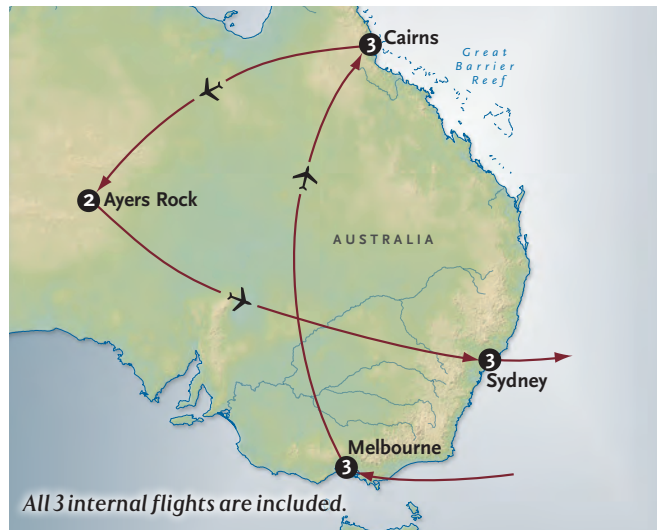 3 Cairns
Great
Barrier
Reef
2 Ayers Rock
AUSTRALIA
3
Sydney
Melbourne
3
All 3 internal flights are included.